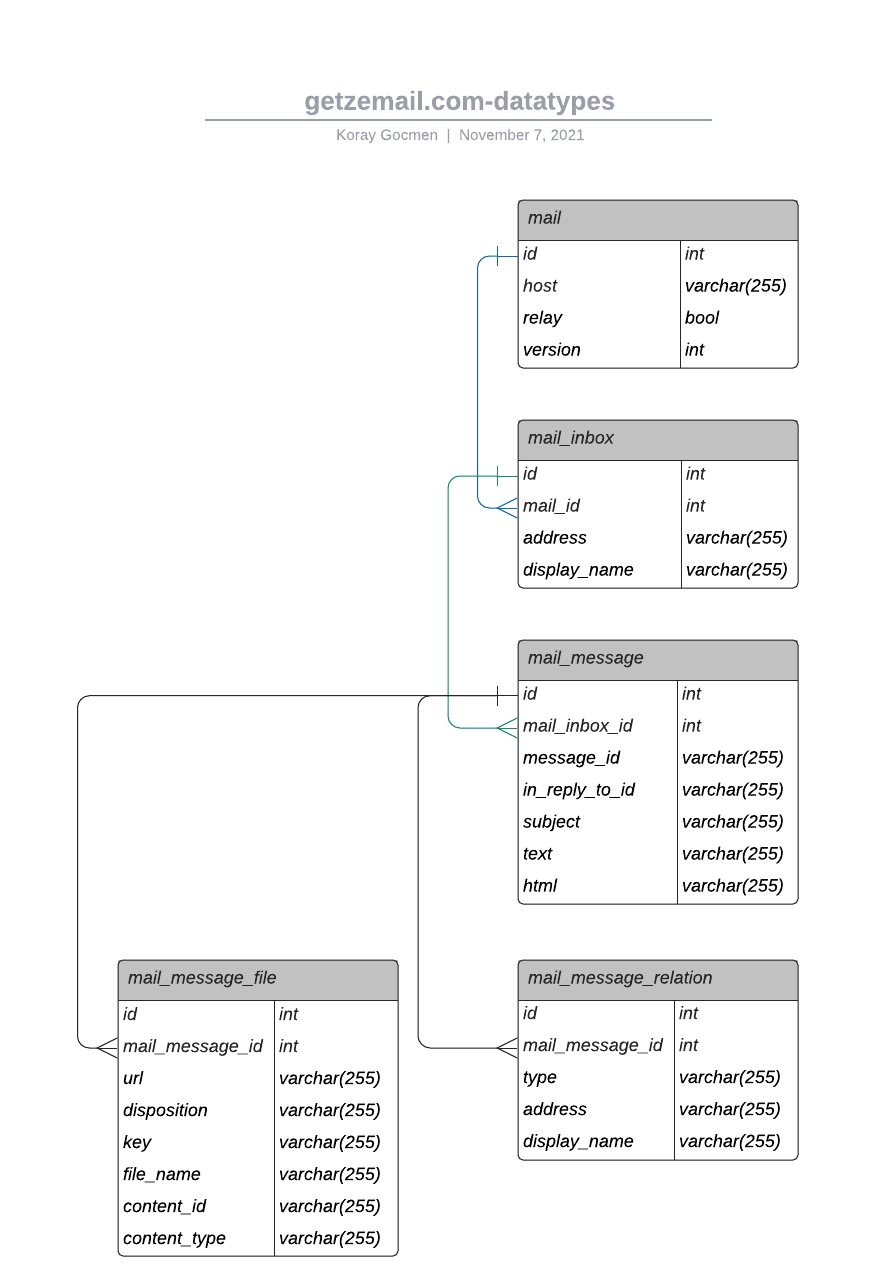 getzemail.com-datatypes
Koray Gocmen | November 7, 2021
mail
id int
host varchar(255)
relay bool
version int
mail_inbox
id int
mail_id int
address varchar(255)
display_name varchar(255)
mail_message
id int
mail_inbox_id int
message_id varchar(255)
in_reply_to_id varchar(255)
subject varchar(255)
text varchar(255)
html varchar(255)
mail_message_file
id int
mail_message_id int
url varchar(255)
disposition varchar(255)
key varchar(255)
file_name varchar(255)
content_id varchar(255)
content_type varchar(255)
mail_message_relation
id int
mail_message_id int
type varchar(255)
address varchar(255)
display_name varchar(255)